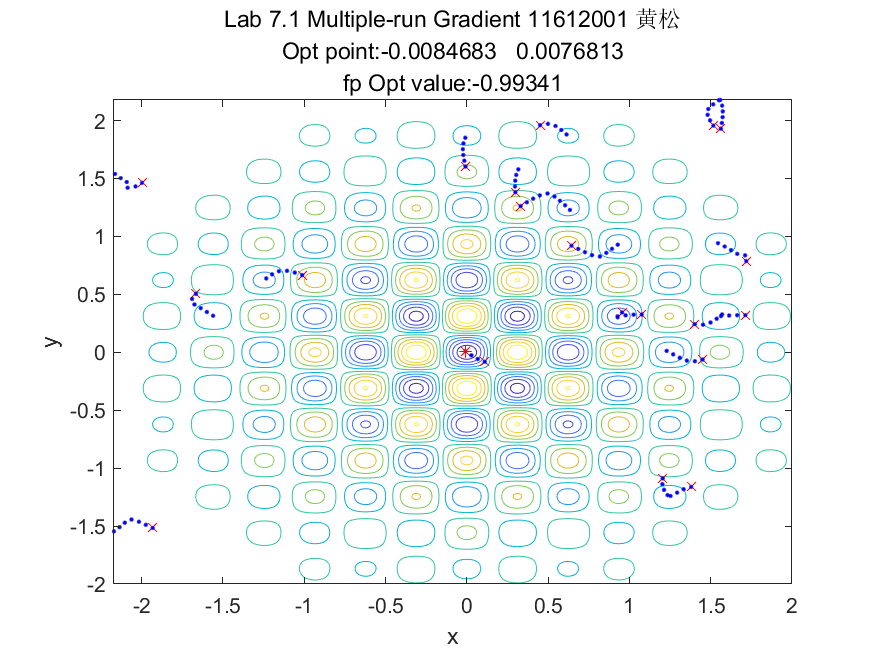 Lab 7.1 Multiple-run Gradient 11612001 黄松
Opt point:-0.0084683 0.0076813
fp Opt value:-0.99341
2
1.5
1
0.5
0
-0.5
-1
-1.5
-2
y
-2 -1.5 -1 -0.5 0 0.5 1 1.5 2
x